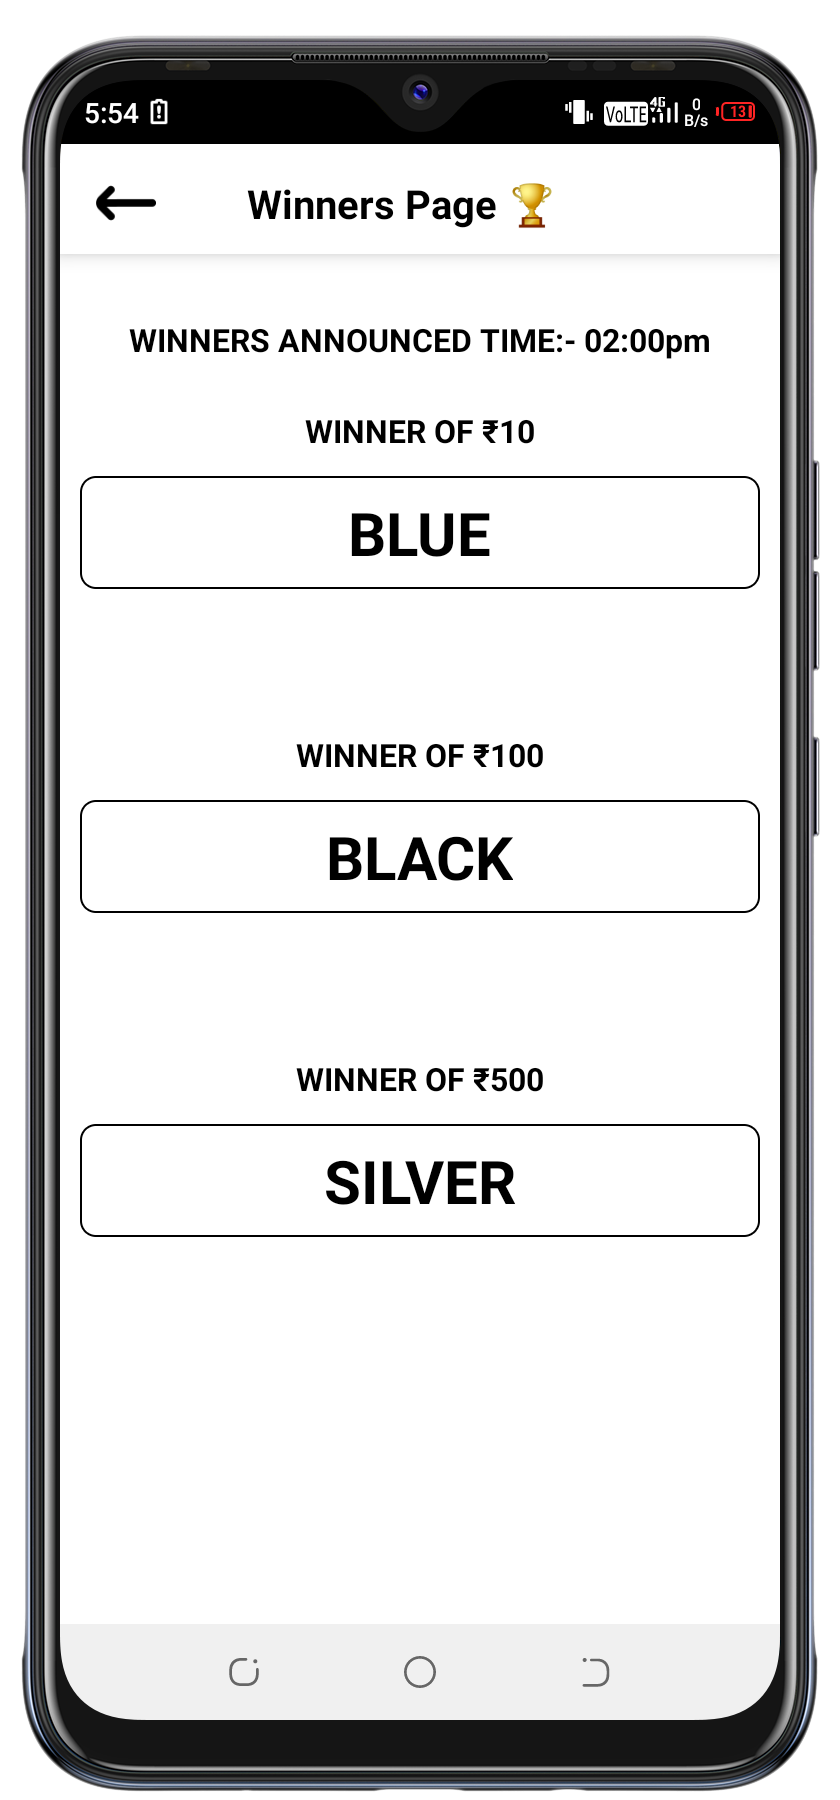 5:54
VoLTE 4G 0 B/s 13
Winners Page 🏆
WINNERS ANNOUNCED TIME:- 02:00pm
WINNER OF ₹10
BLUE
WINNER OF ₹100
BLACK
WINNER OF ₹500
SILVER